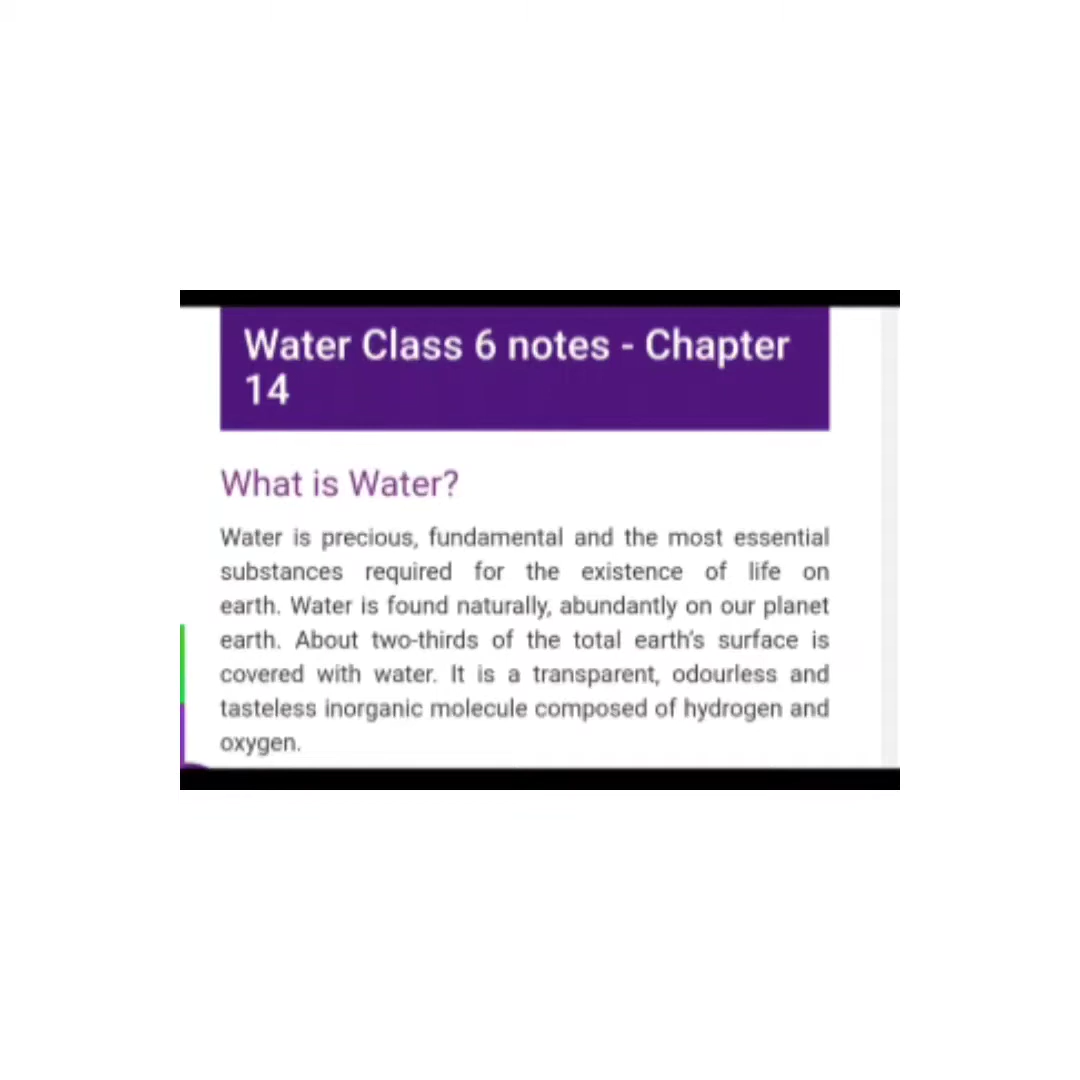 Water Class 6 notes - Chapter
14
What is Water?
Water is precious, fundamental and the most essential
substances required for the existence of life on
earth. Water is found naturally, abundantly on our planet
earth. About two-thirds of the total earth's surface is
covered with water. It is a transparent, odourless and
tasteless inorganic molecule composed of hydrogen and
oxygen.